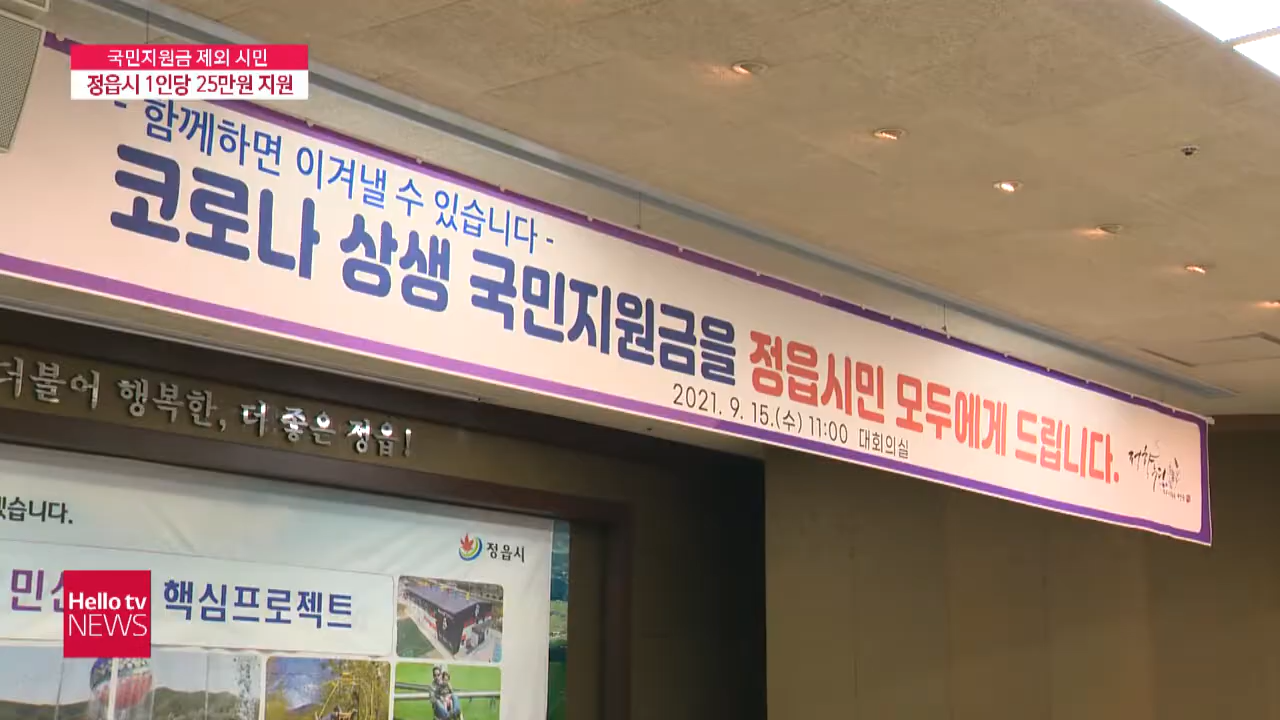 국민지원금 제외 시민
정읍시 1인당 25만원 지원
- 함께하면 이겨낼 수 있습니다 -
코로나 상생 국민지원금을 정읍시민 모두에게 드립니다.
2021. 9. 15.(수) 11:00 대회의실
더불어 행복한, 더 좋은 정읍!
겠습니다.
정읍시
핵심프로젝트
Hello tv
NEWS